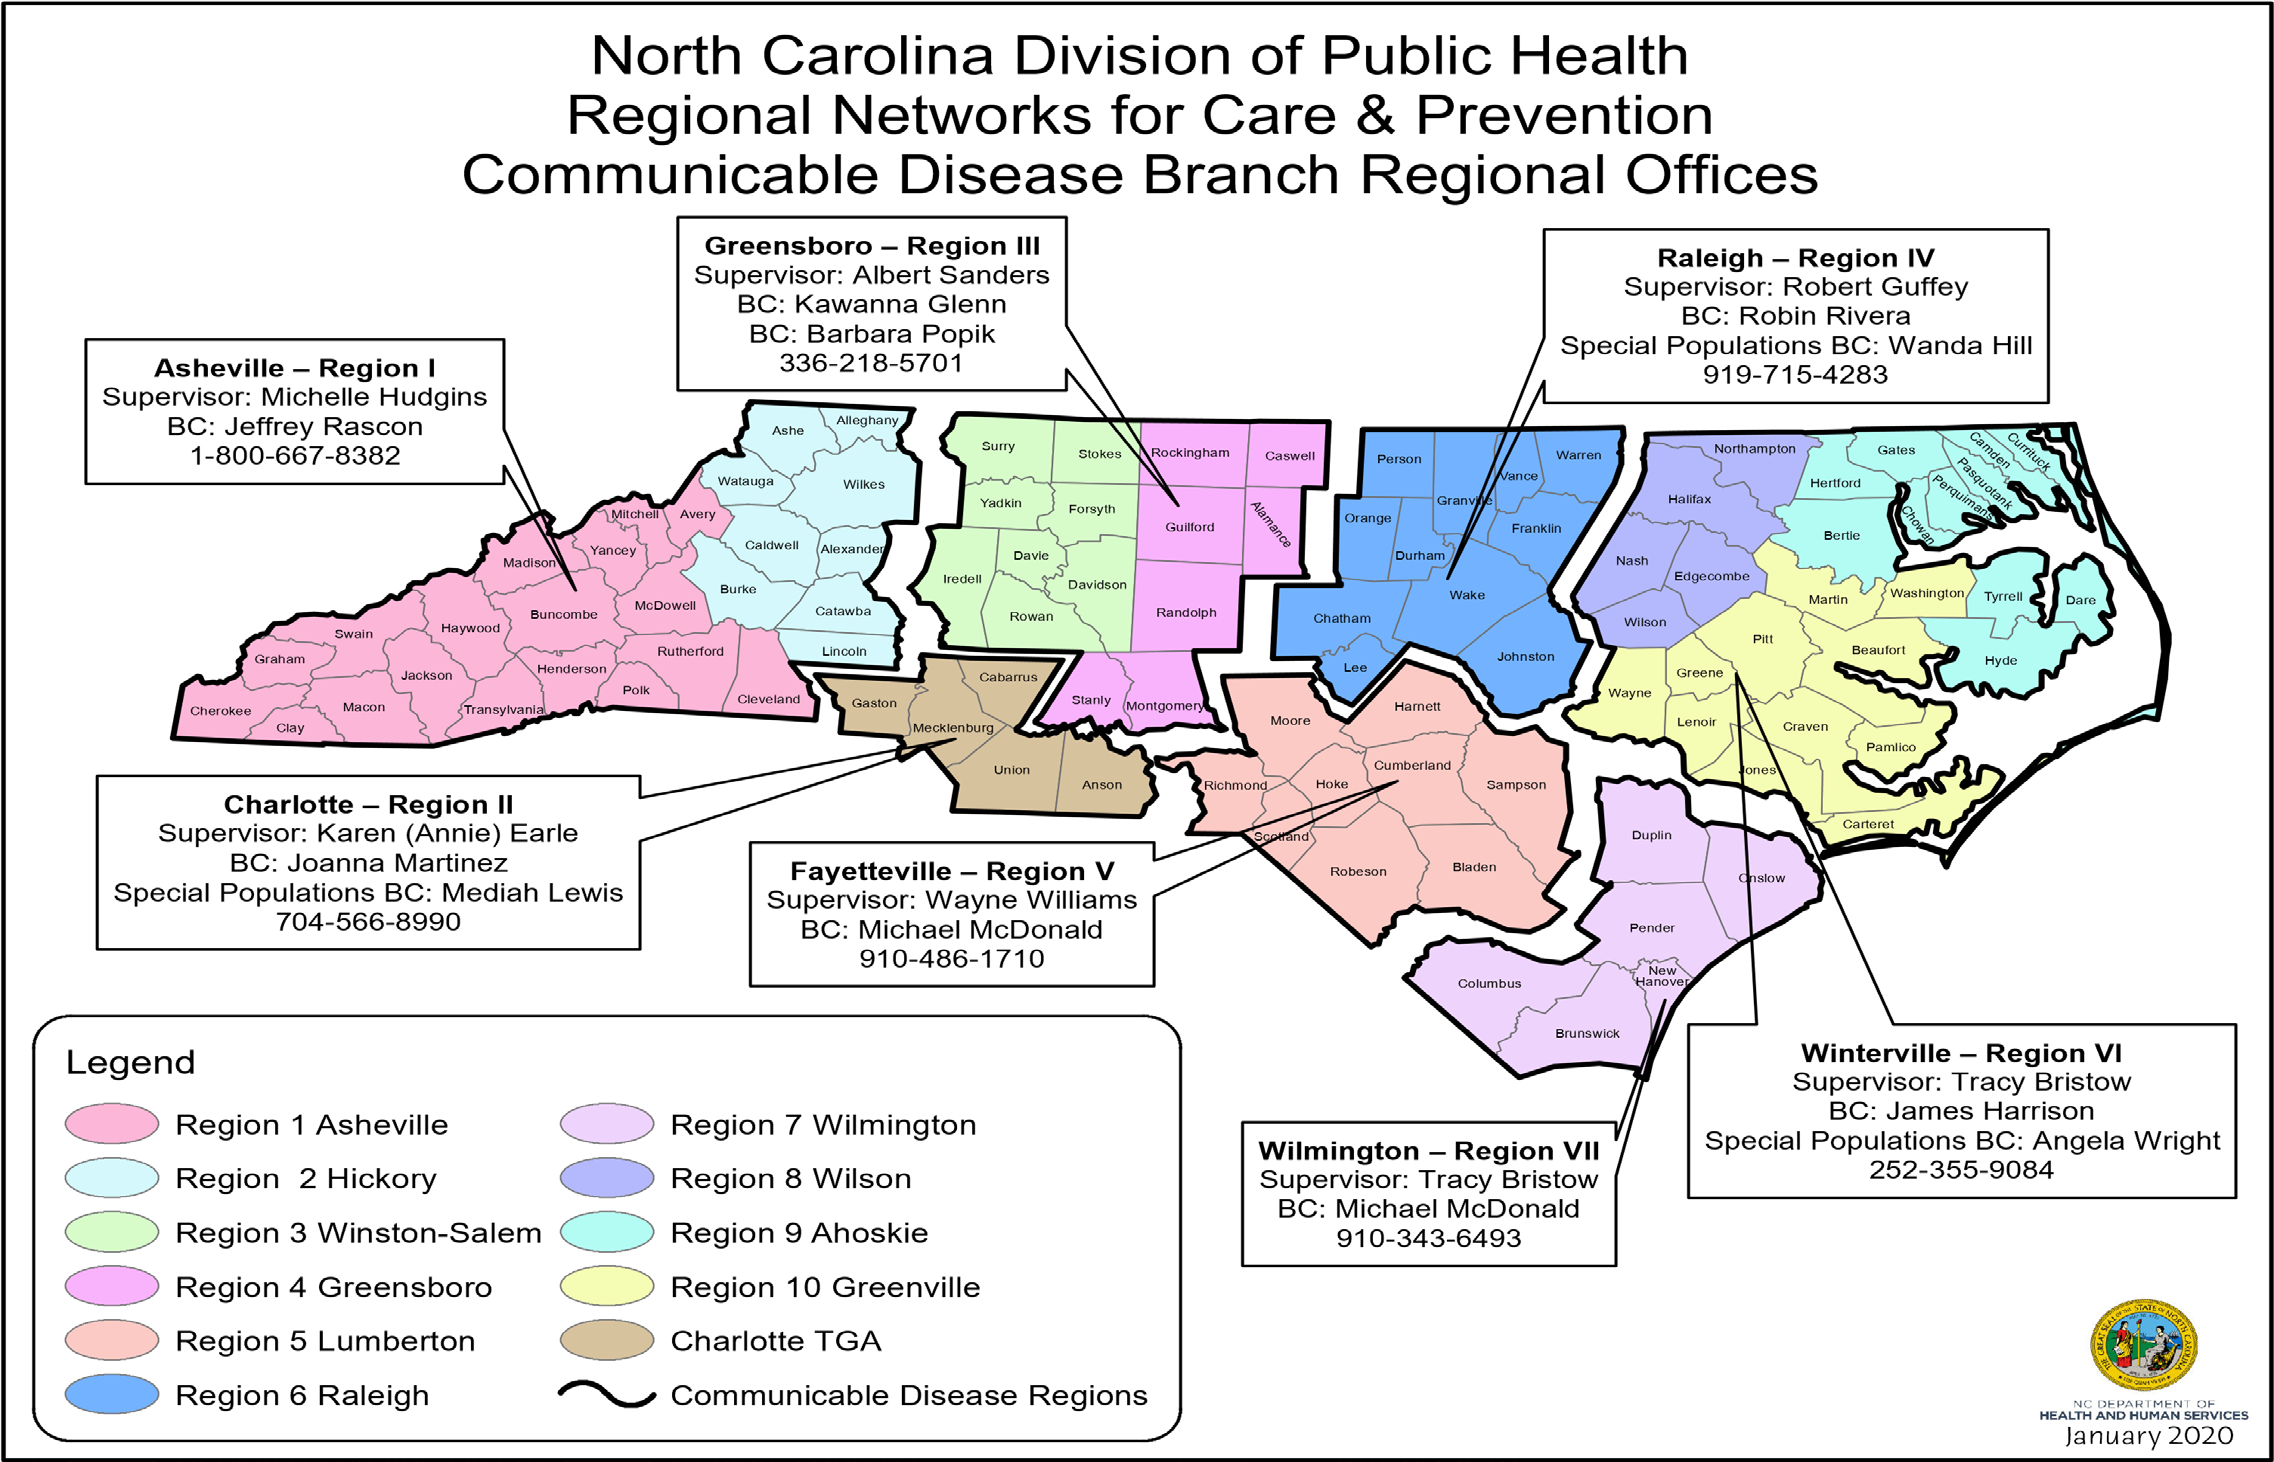 North Carolina Division of Public Health
Regional Networks for Care & Prevention
Communicable Disease Branch Regional Offices
Greensboro – Region III
Supervisor: Albert Sanders
BC: Kawanna Glenn
BC: Barbara Popik
336-218-5701
Raleigh – Region IV
Supervisor: Robert Guffey
BC: Robin Rivera
Special Populations BC: Wanda Hill
919-715-4283
Asheville – Region I
Supervisor: Michelle Hudgins
BC: Jeffrey Rascon
1-800-667-8382
Ashe
Alleghany
Watauga
Wilkes
Mitchell
Avery
Yancey
Madison
Caldwell
Alexander
Burke
Buncombe
McDowell
Catawba
Haywood
Swain
Graham
Jackson
Henderson
Rutherford
Lincoln
Polk
Cleveland
Cherokee
Clay
Macon
Transylvania
Surry
Stokes
Rockingham
Caswell
Yadkin
Forsyth
Guilford
Alamance
Iredell
Davie
Davidson
Rowan
Randolph
Stanly
Montgomery
Gaston
Cabarrus
Mecklenburg
Union
Anson
Person
Granville
Vance
Warren
Orange
Durham
Franklin
Chatham
Wake
Lee
Johnston
Moore
Harnett
Richmond
Hoke
Cumberland
Sampson
Scotland
Robeson
Bladen
Northampton
Halifax
Nash
Edgecombe
Wilson
Gates
Hertford
Bertie
Camden
Currituck
Pasquotank
Perquimans
Chowan
Martin
Washington
Tyrrell
Dare
Pitt
Beaufort
Hyde
Greene
Wayne
Lenoir
Craven
Pamlico
Jones
Carteret
Duplin
Onslow
Pender
New
Hanover
Columbus
Brunswick
Charlotte – Region II
Supervisor: Karen (Annie) Earle
BC: Joanna Martinez
Special Populations BC: Mediah Lewis
704-566-8990
Fayetteville – Region V
Supervisor: Wayne Williams
BC: Michael McDonald
910-486-1710
Winterville – Region VI
Supervisor: Tracy Bristow
BC: James Harrison
Special Populations BC: Angela Wright
252-355-9084
Wilmington – Region VII
Supervisor: Tracy Bristow
BC: Michael McDonald
910-343-6493
Legend
Region 1 Asheville
Region 2 Hickory
Region 3 Winston-Salem
Region 4 Greensboro
Region 5 Lumberton
Region 6 Raleigh
Region 7 Wilmington
Region 8 Wilson
Region 9 Ahoskie
Region 10 Greenville
Charlotte TGA
Communicable Disease Regions
THE GREAT SEAL OF THE STATE OF NORTH CAROLINA
NC DEPARTMENT OF
HEALTH AND HUMAN SERVICES
January 2020